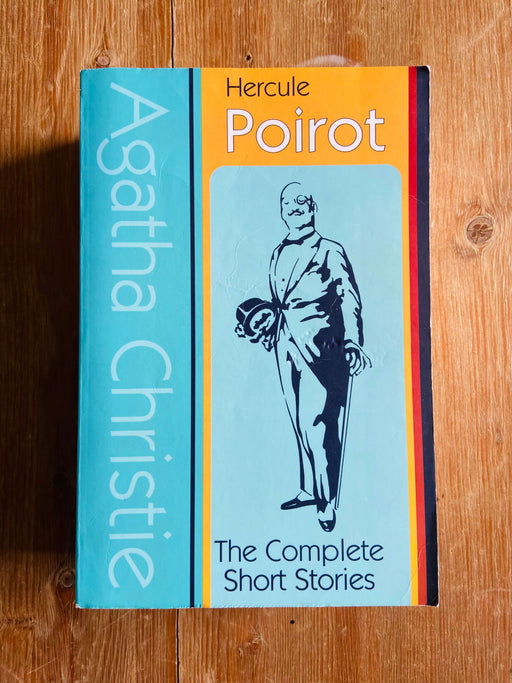 Agatha Christie
Hercule
Poirot
The Complete
Short Stories